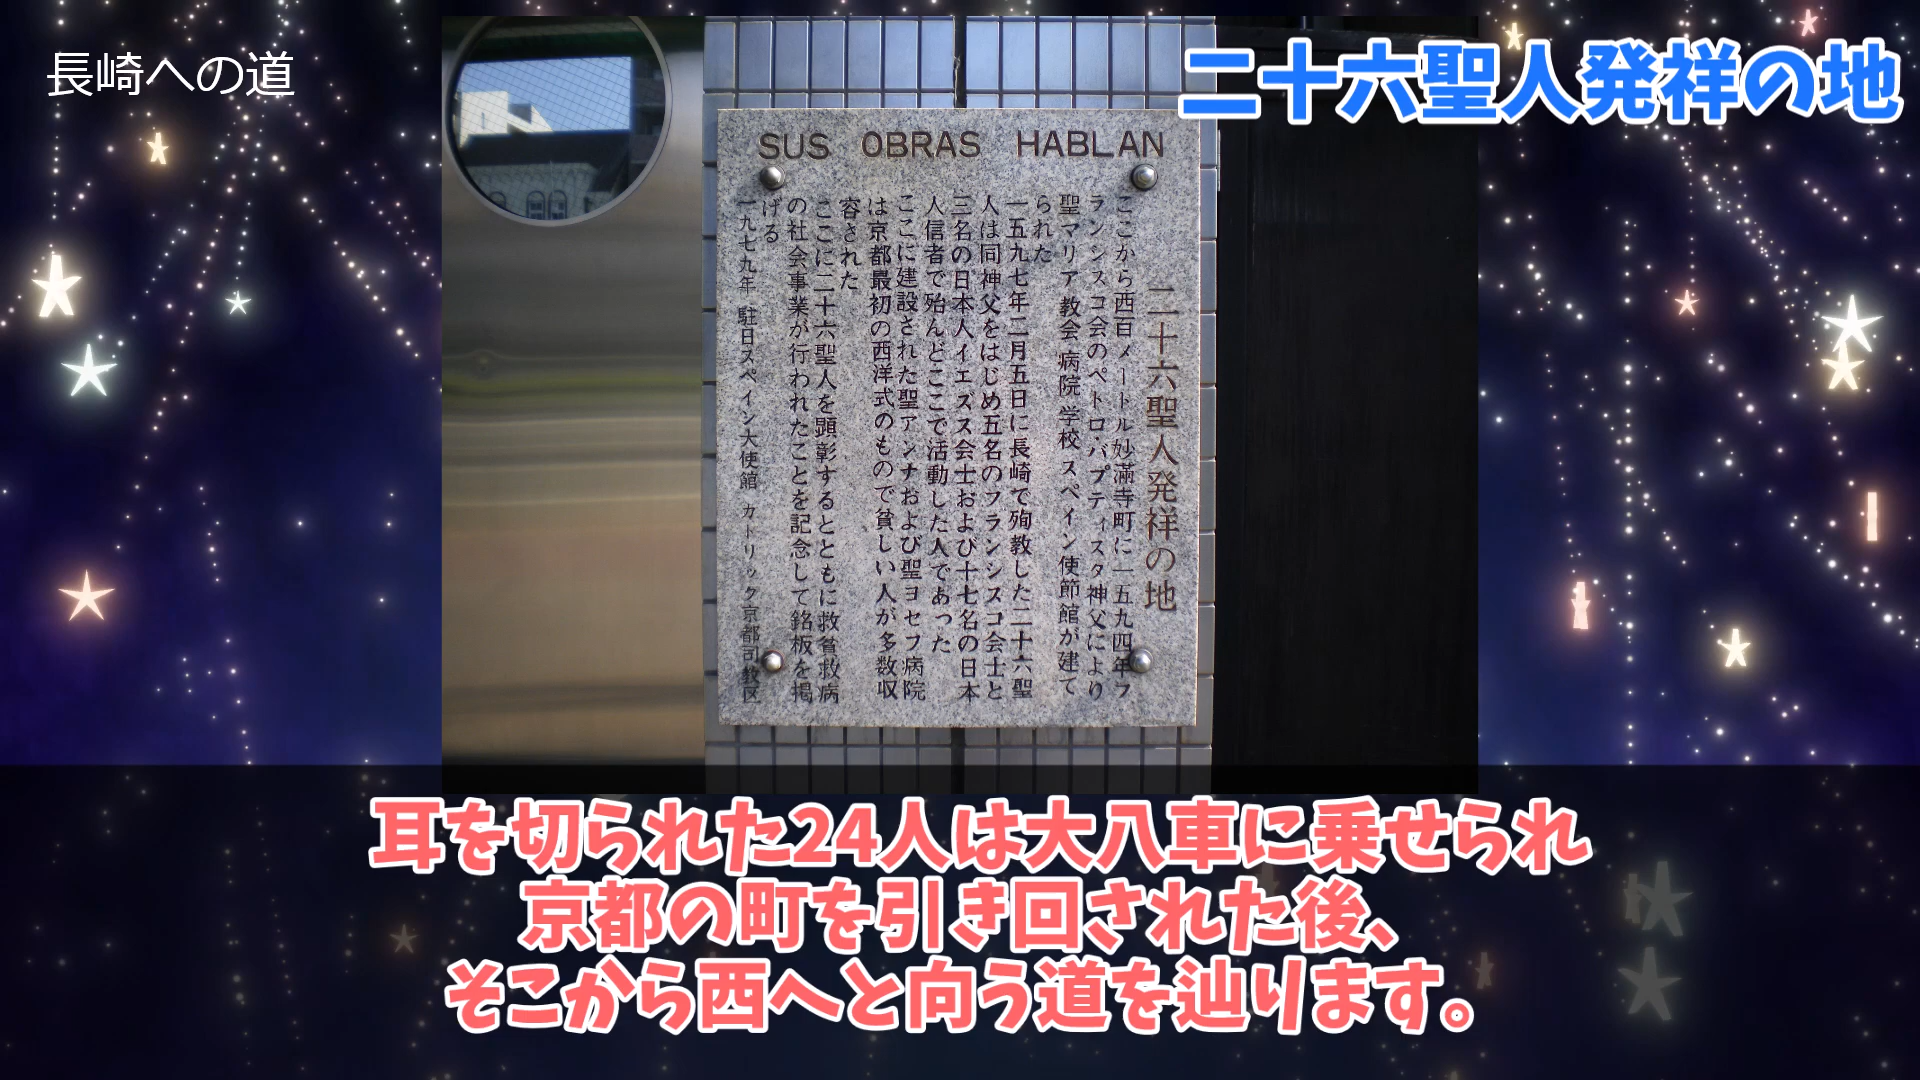 長崎への道
二十六聖人発祥の地
SUS OBRAS HABLAN
二十六聖人発祥の地
ここから西百メートル妙満寺町に一五九四年フ
ランシスコ会のペトロ・バプティスタ神父により
聖マリア教会 病院 学校 スペイン使節館が建て
られた
一五九七年二月五日に長崎で殉教した二十六聖
人は同神父をはじめ五名のフランシスコ会士と
三名の日本人イエズス会士および十七名の日本
人信者で殆んどここで活動した人であった
ここに建設された聖アンナおよび聖ヨセフ病院
は京都最初の西洋式のもので貧しい人が多数収
容された
ここに二十六聖人を顕彰するとともに救貧救病
の社会事業が行われたことを記念して銘板を掲
げる
一九七九年 駐日スペイン大使館 カトリック京都司教区
耳を切られた24人は大八車に乗せられ
京都の町を引き回された後、
そこから西へと向う道を辿ります。